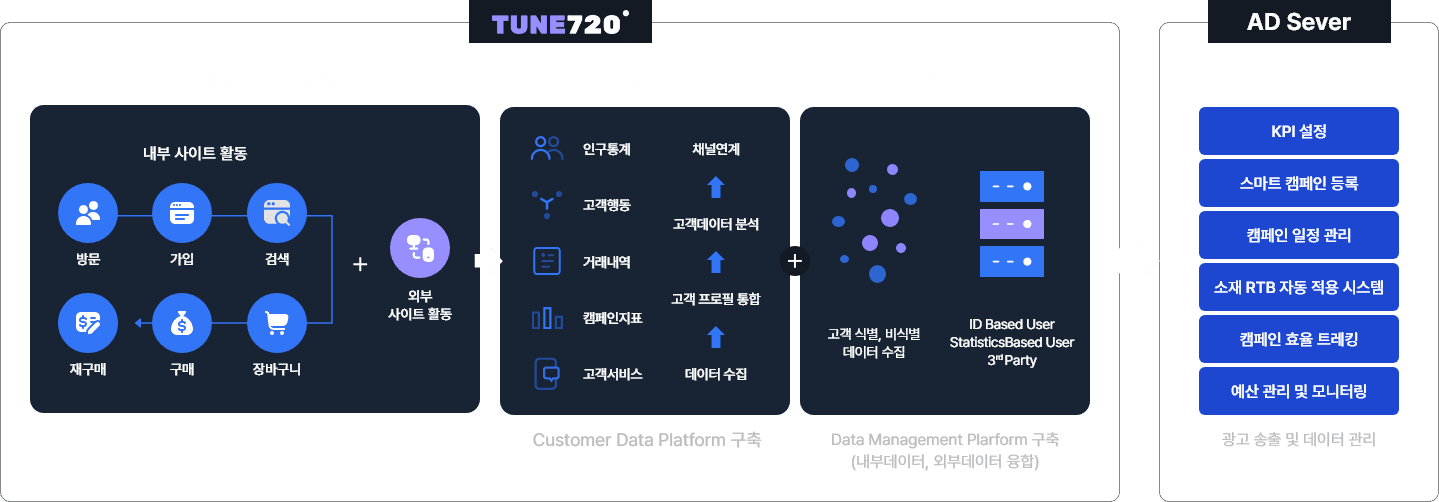 TUNE720
내부 사이트 활동
방문
가입
검색
재구매
구매
장바구니
+
외부
사이트 활동
인구통계
고객행동
거래내역
캠페인지표
고객서비스
채널연계
고객데이터 분석
고객 프로필 통합
데이터 수집
Customer Data Platform 구축
+
고객 식별, 비식별
데이터 수집
ID Based User
StatisticsBased User
3rd Party
Data Management Plarform 구축
(내부데이터, 외부데이터 융합)
AD Sever
KPI 설정
스마트 캠페인 등록
캠페인 일정 관리
소재 RTB 자동 적용 시스템
캠페인 효율 트레킹
예산 관리 및 모니터링
광고 송출 및 데이터 관리